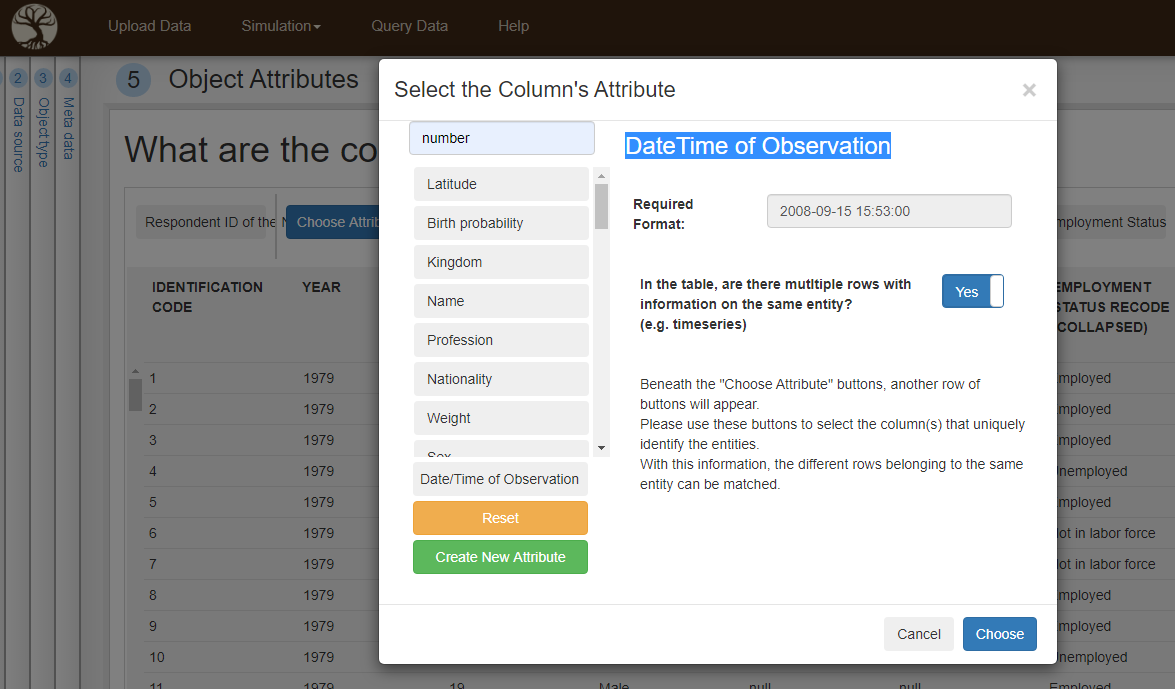 Upload Data
Simulation
Query Data
Help
2
3
4
Data source
Object type
Meta data
5
Object Attributes
What are the co
Respondent ID of the N
Choose Attrib
mployment Status
IDENTIFICATION
CODE
YEAR
EMPLOYMENT
STATUS RECODE
COLLAPSED)
1 1979 mployed
2 1979 mployed
3 1979 mployed
4 1979 nemployed
5 1979 mployed
6 1979 ot in labor force
7 1979 ot in labor force
8 1979 mployed
9 1979 mployed
10 1979 nemployed
11 1979 19 Male null null Employed
Select the Column's Attribute
×
number
Latitude
Birth probability
Kingdom
Name
Profession
Nationality
Weight
Sex
Date/Time of Observation
Reset
Create New Attribute
DateTime of Observation
Required
Format:
2008-09-15 15:53:00
In the table, are there mutltiple rows with
information on the same entity?
(e.g. timeseries)
Yes
Beneath the "Choose Attribute" buttons, another row of
buttons will appear.
Please use these buttons to select the column(s) that uniquely
identify the entities.
With this information, the different rows belonging to the same
entity can be matched.
Cancel
Choose